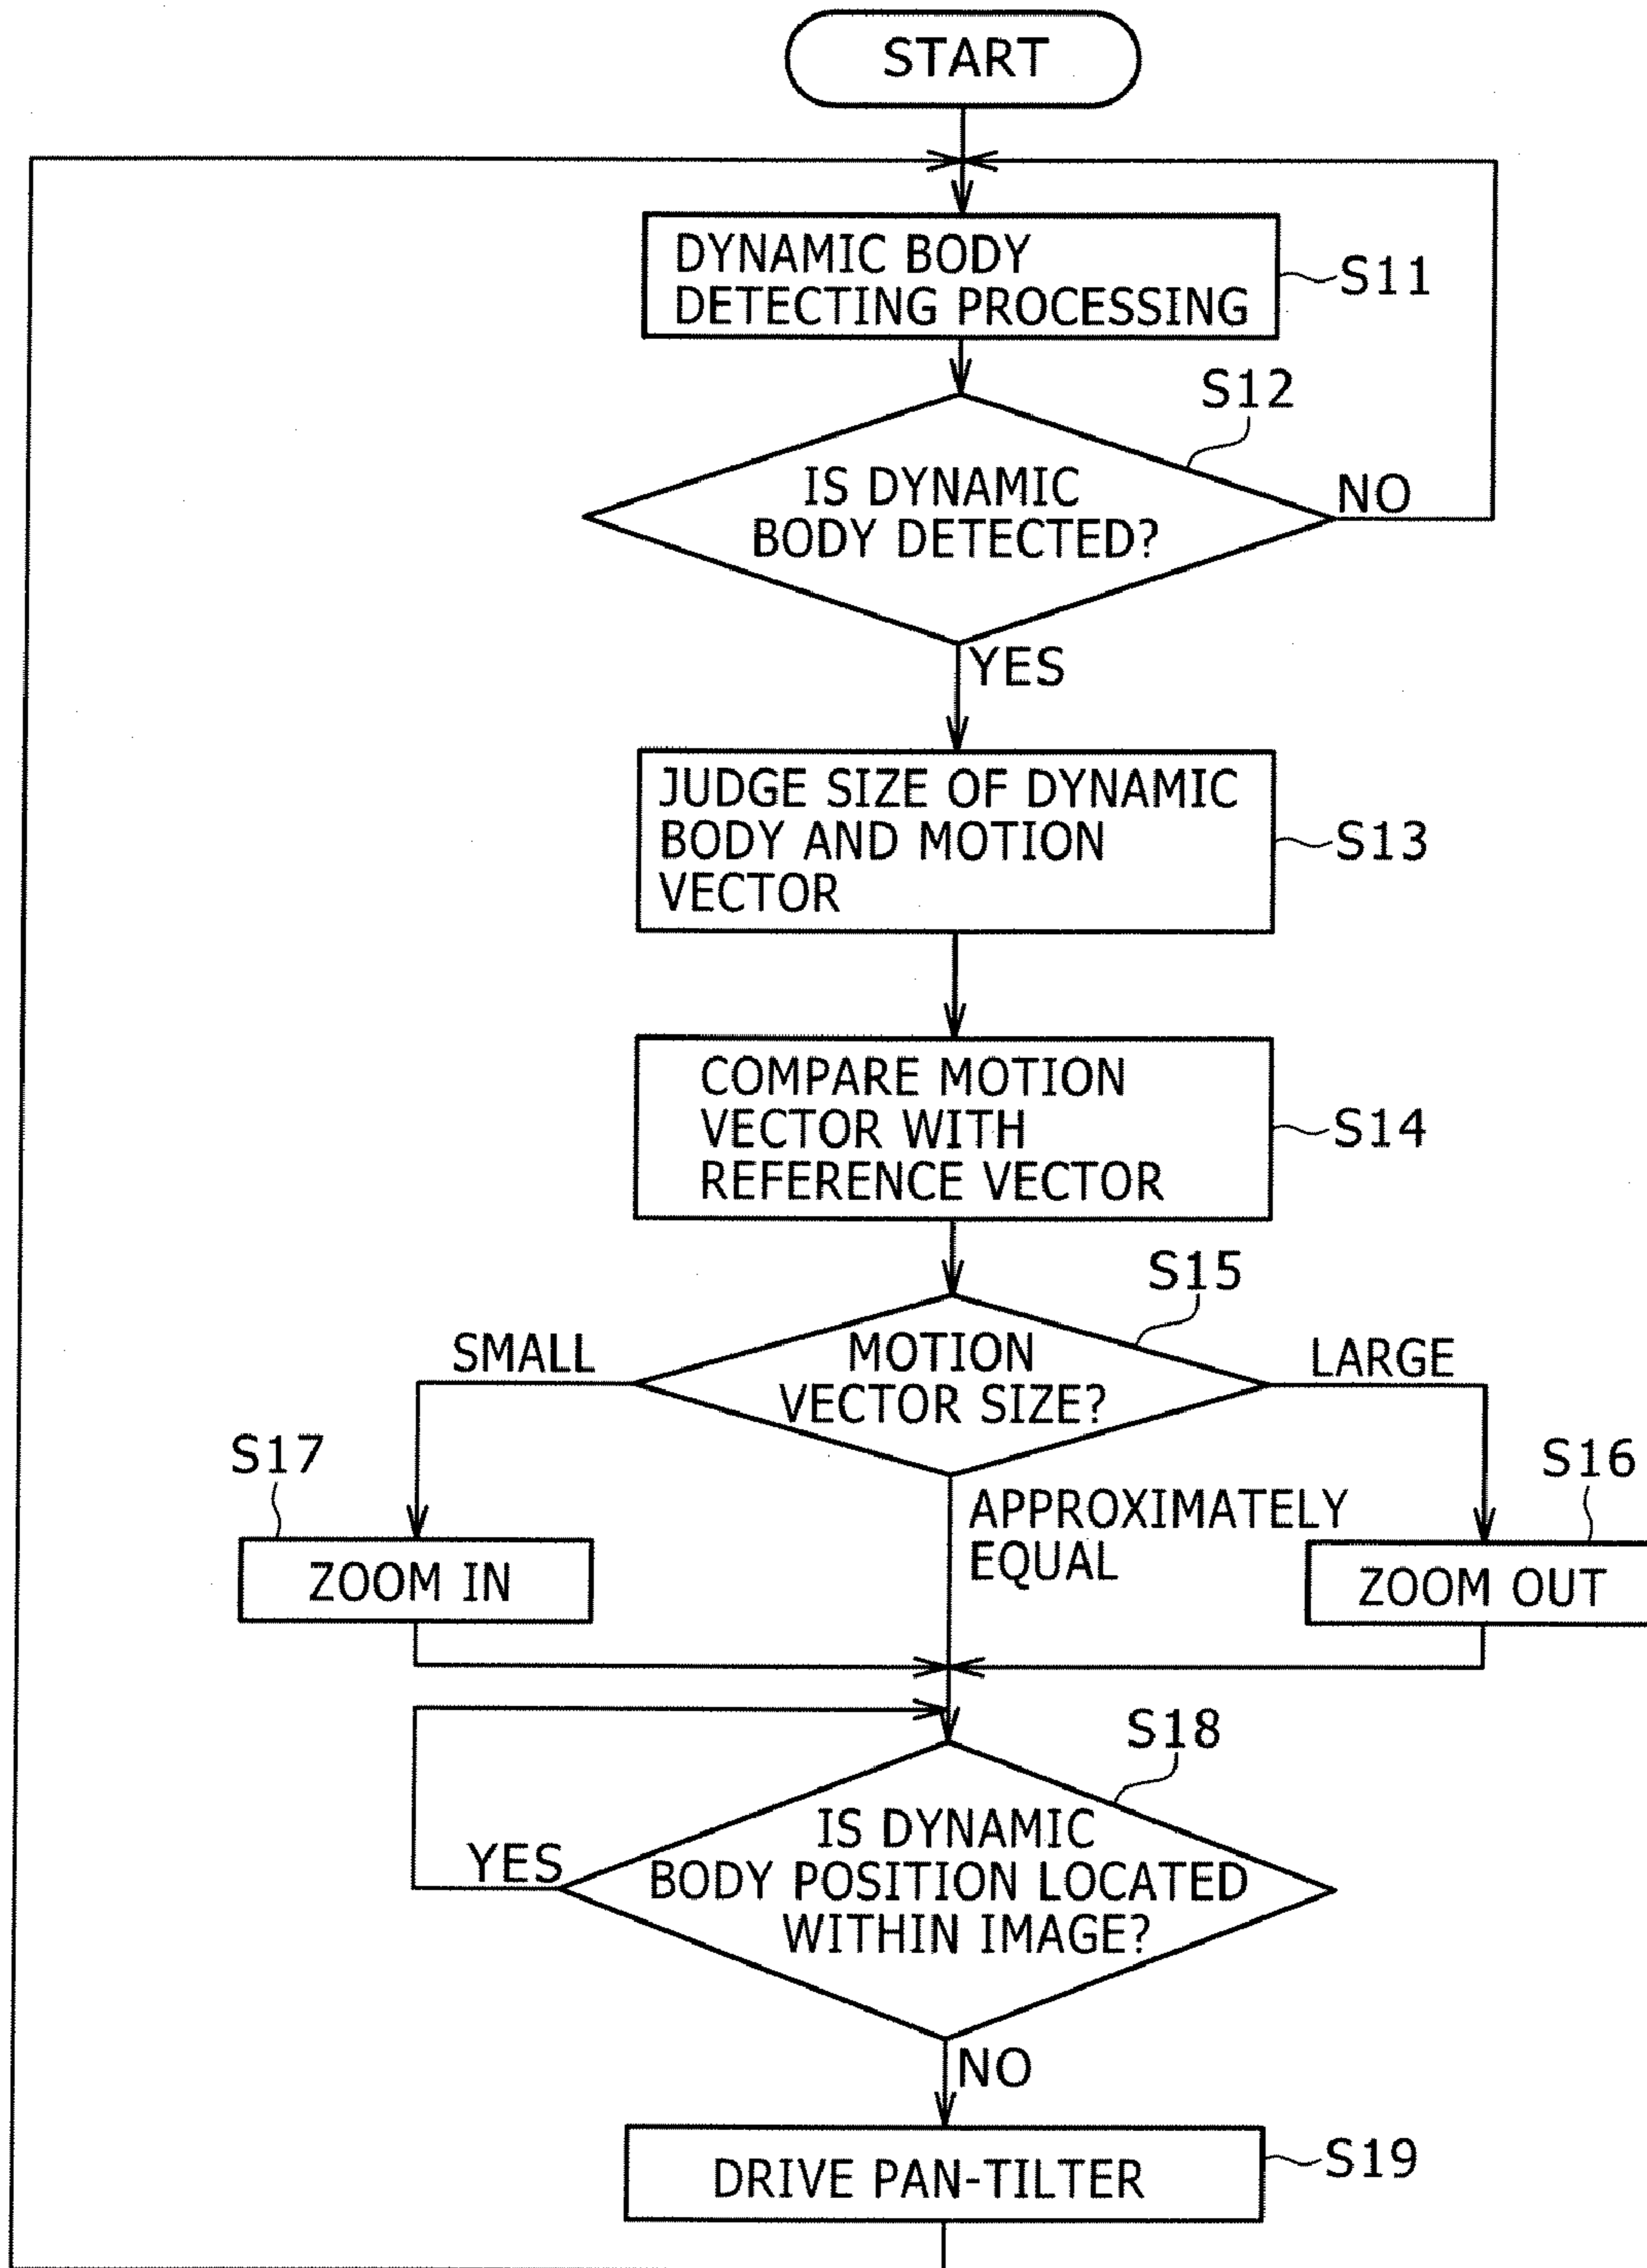 START
DYNAMIC BODY
DETECTING PROCESSING
S11
S12
IS DYNAMIC
BODY DETECTED?
NO
YES
JUDGE SIZE OF DYNAMIC
BODY AND MOTION
VECTOR
S13
COMPARE MOTION
VECTOR WITH
REFERENCE VECTOR
S14
S15
SMALL
MOTION
VECTOR SIZE?
LARGE
S17
S16
APPROXIMATELY
EQUAL
ZOOM IN
ZOOM OUT
S18
IS DYNAMIC
BODY POSITION LOCATED
WITHIN IMAGE?
YES
NO
DRIVE PAN-TILTER
S19